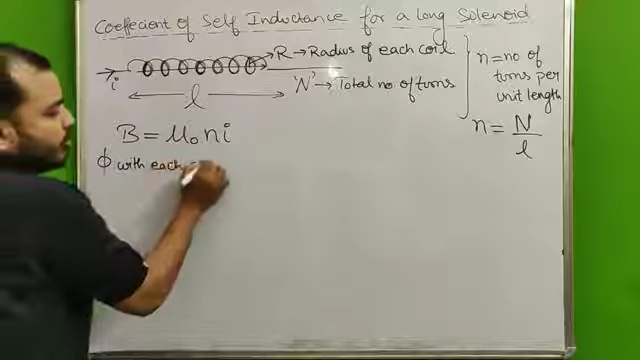 Coeffecient of Self Inductance for a long Solenoid
R → Radius of each coil
i
'N' → Total no of turns
l
n = no of
turns per
unit length
n = N
l
B = μ₀ni
ϕ with each